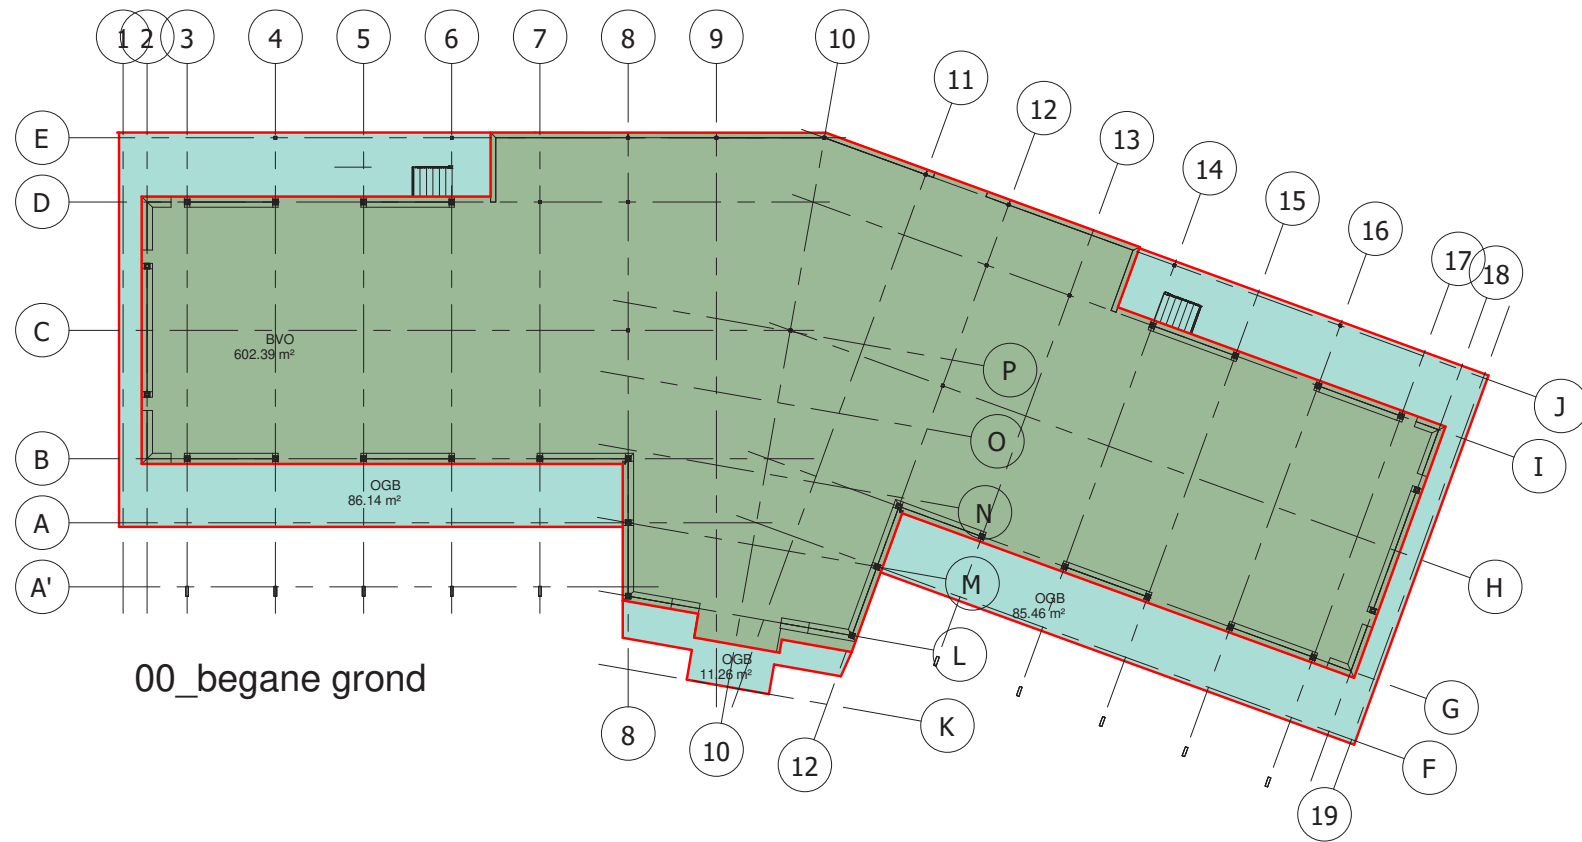 1 2 3 4 5 6 7 8 9 10
11
12
13
14
15
16
17
18
E
D
C
B
A
A'
BVO
602.39 m²
OGB
86.14 m²
P
O
N
M
L
K
J
I
H
G
F
OGB
85.46 m²
OGB
11.26 m²
00_begane grond
8
10
12
19